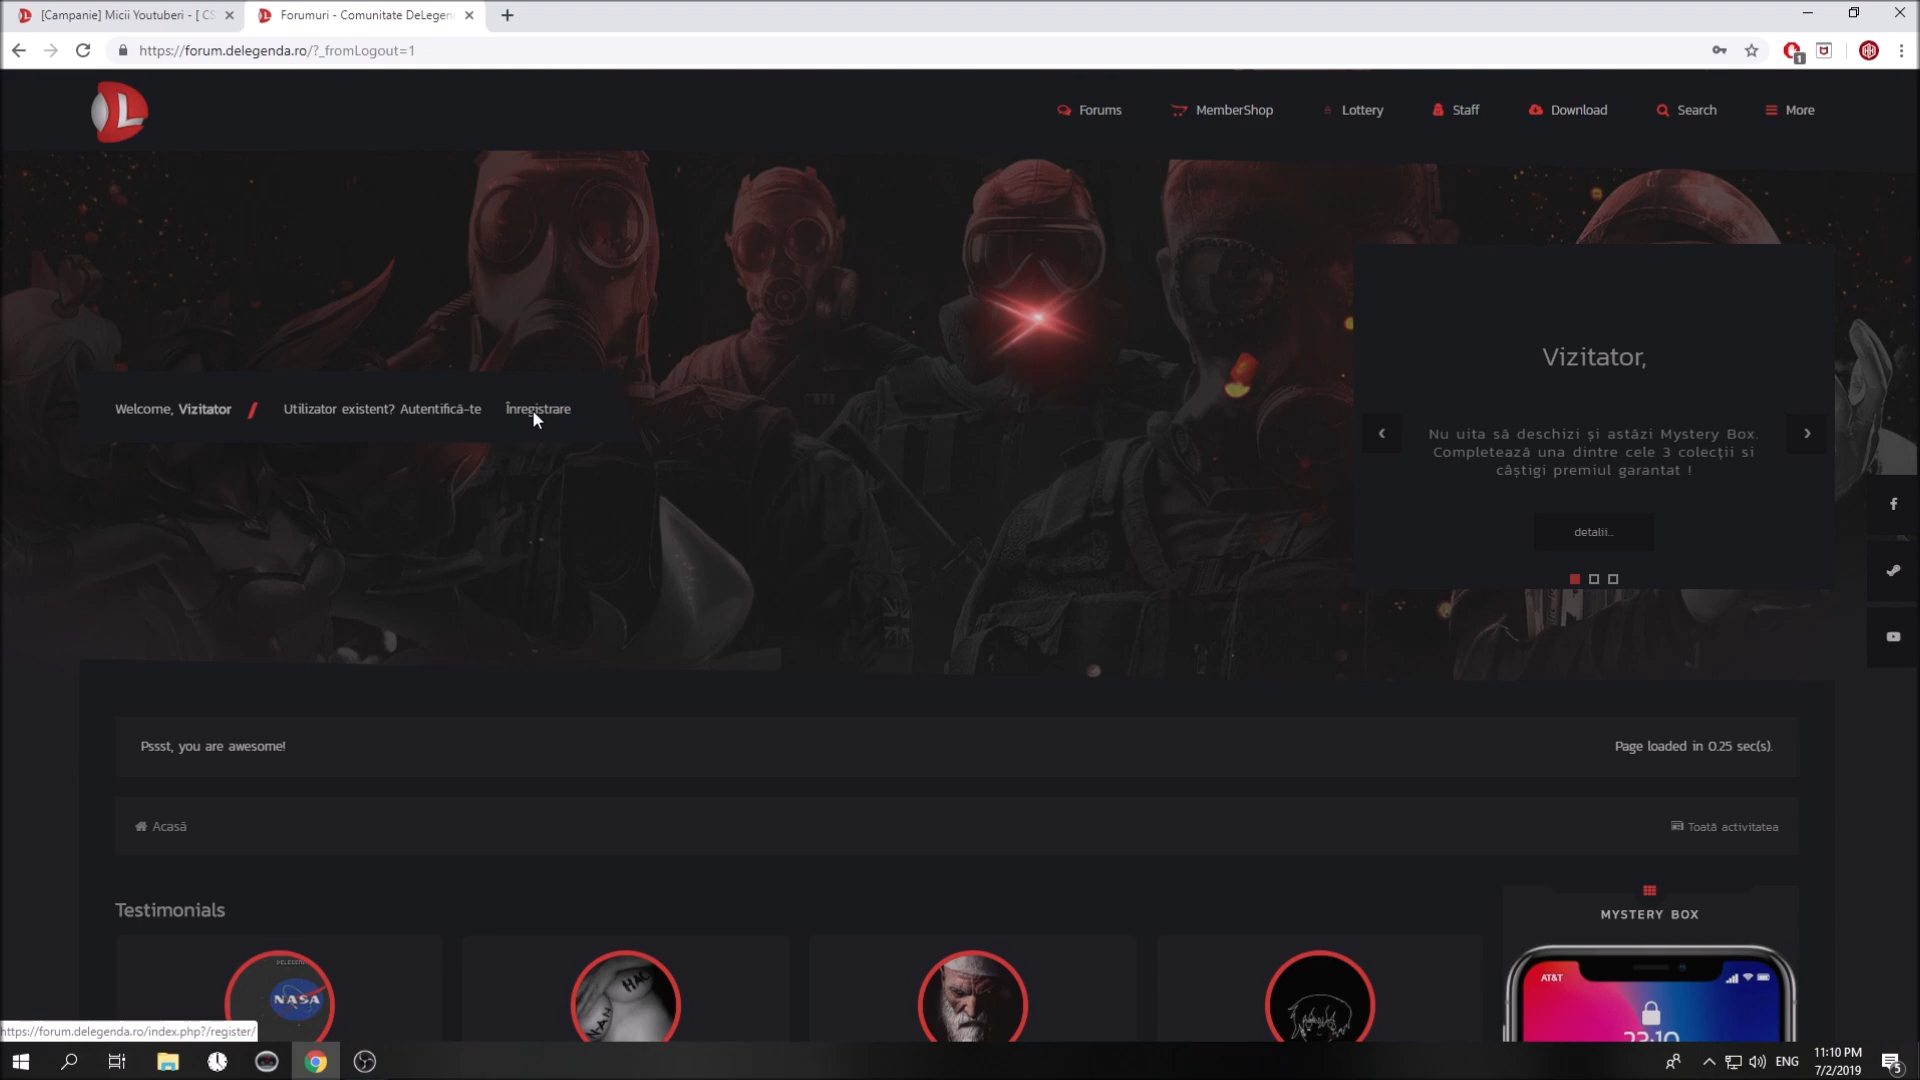 [Campanie] Micii Youtuberi - [ CS
Forumuri - Comunitate DeLegend
https://forum.delegenda.ro/?_fromLogout=1
1
L
Forums
MemberShop
Lottery
Staff
Download
Search
More
Welcome, Vizitator
Utilizator existent? Autentifică-te
Înregistrare
Vizitator,
Nu uita să deschizi și astăzi Mystery Box.
Completează una dintre cele 3 colecții si
câștigi premiul garantat !
detalii...
Pssst, you are awesome!
Page loaded in 0.25 sec(s).
Acasă
Toată activitatea
Testimonials
MYSTERY BOX
NASA
AT&T
https://forum.delegenda.ro/index.php?/register/
ENG
11:10 PM
7/2/2019
5